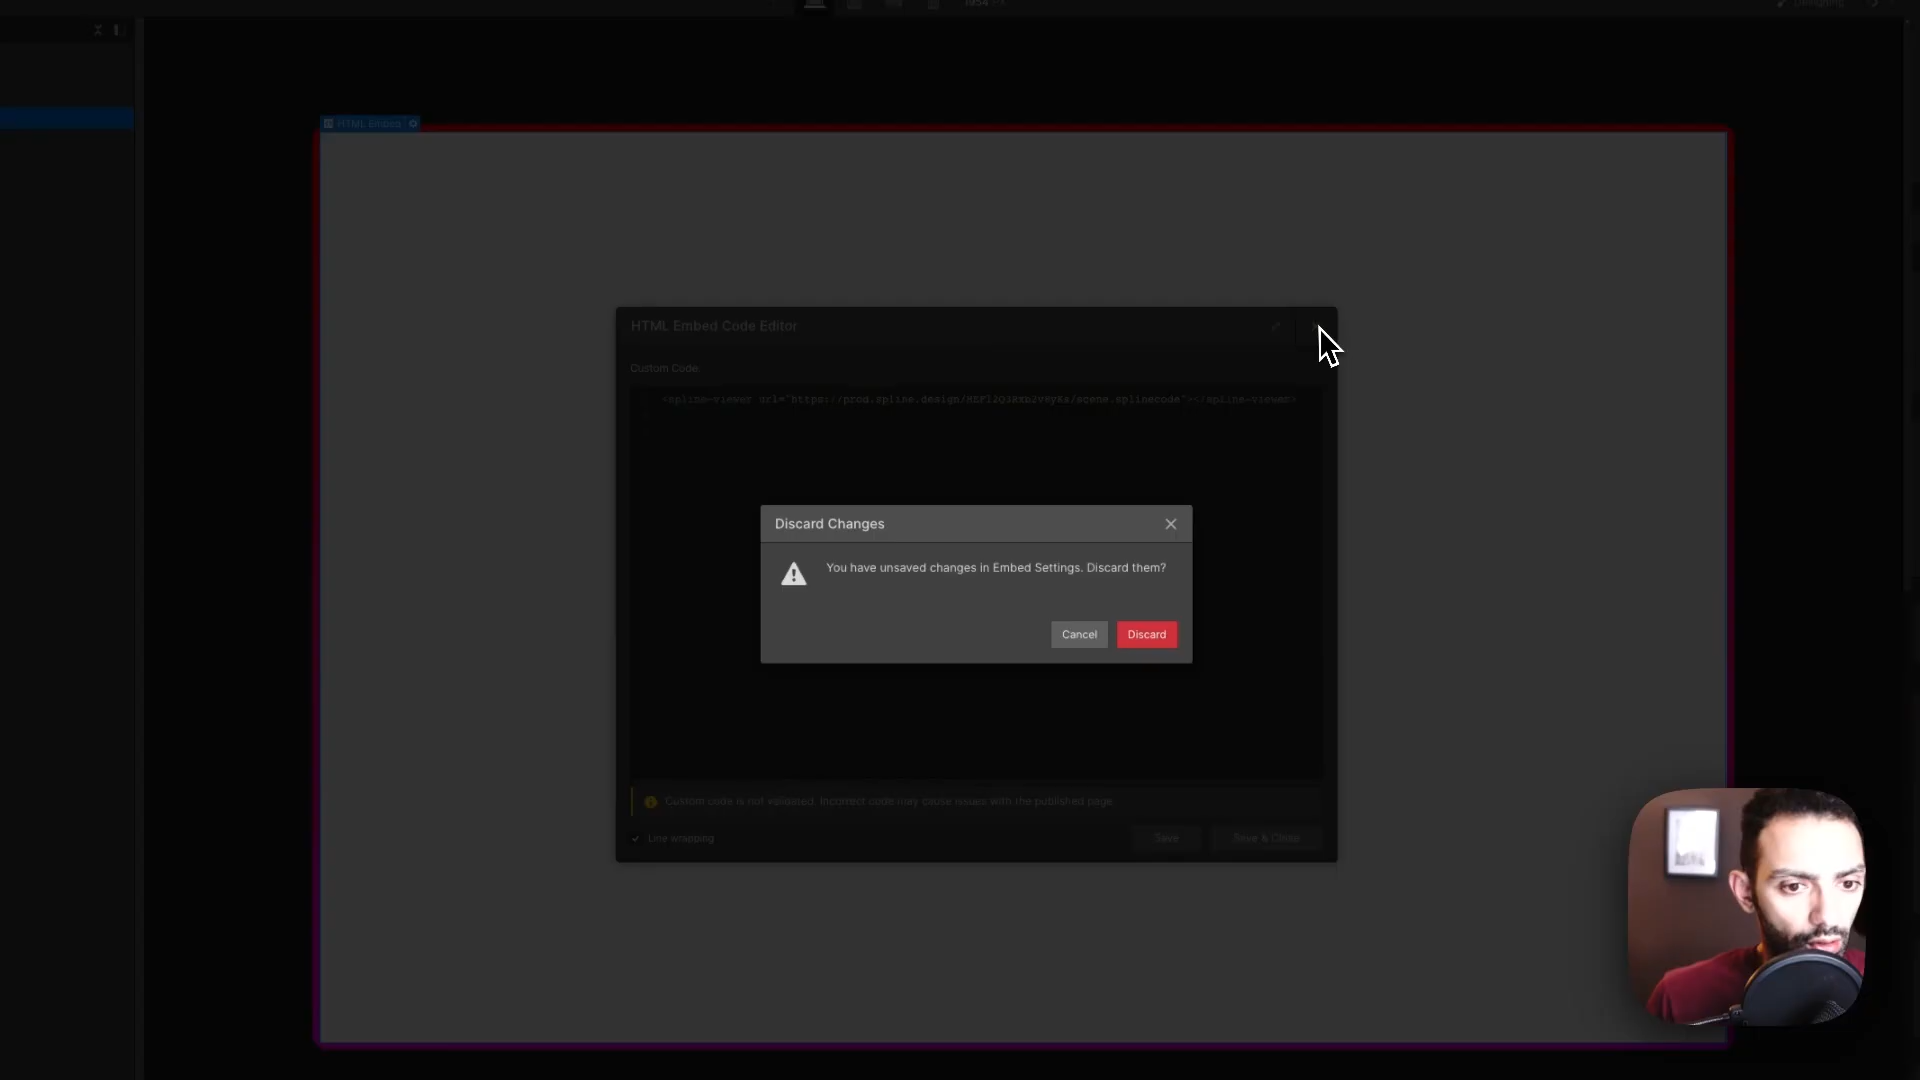 HTML Embed
HTML Embed Code Editor
Custom Code
Discard Changes
You have unsaved changes in Embed Settings. Discard them?
Cancel
Discard
Custom code is not validated. Incorrect code may cause issues with the published page.
Line wrapping
Save
Save & Close